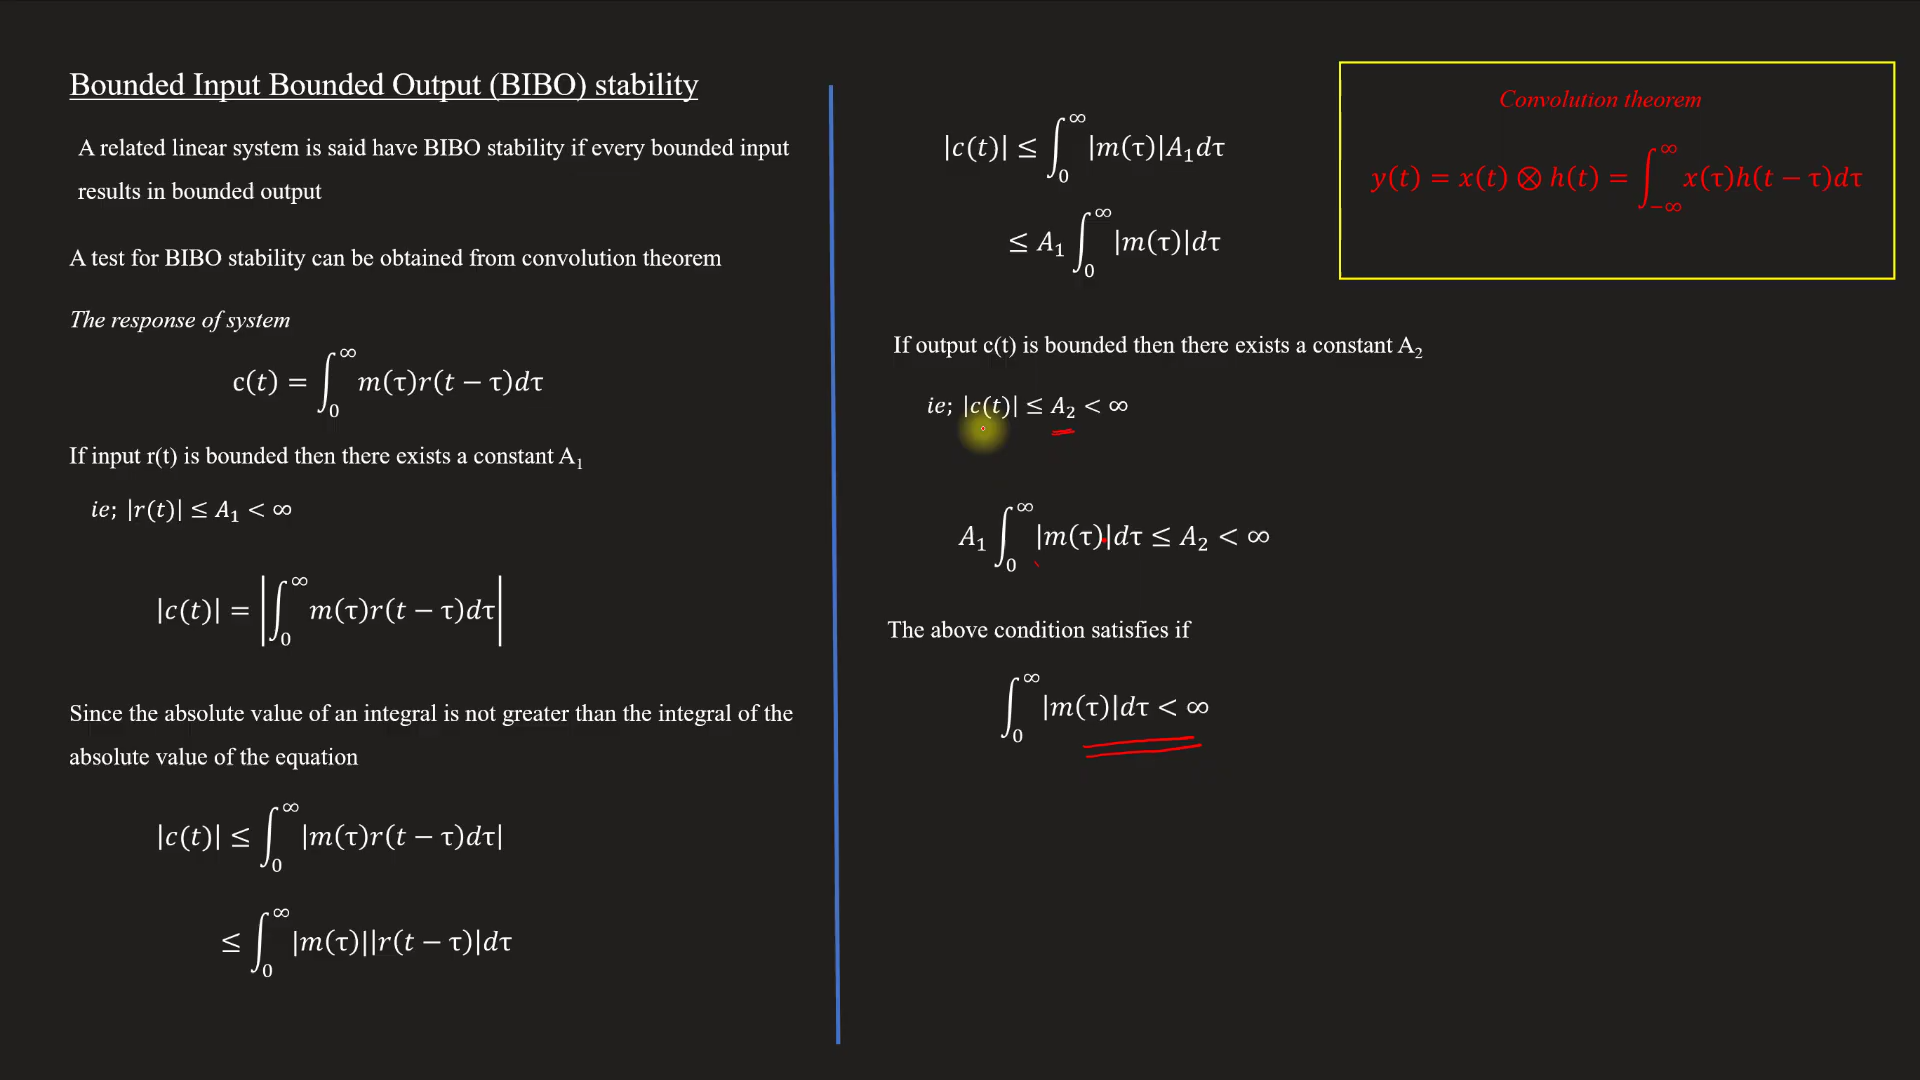 Bounded Input Bounded Output (BIBO) stability
A related linear system is said have BIBO stability if every bounded input
results in bounded output
A test for BIBO stability can be obtained from convolution theorem
The response of system
c(t) = ∫₀^∞ m(τ)r(t − τ)dτ
If input r(t) is bounded then there exists a constant A₁
ie; |r(t)| ≤ A₁ < ∞
|c(t)| = |∫₀^∞ m(τ)r(t − τ)dτ|
Since the absolute value of an integral is not greater than the integral of the
absolute value of the equation
|c(t)| ≤ ∫₀^∞ |m(τ)r(t − τ)dτ|
≤ ∫₀^∞ |m(τ)||r(t − τ)|dτ
|c(t)| ≤ ∫₀^∞ |m(τ)|A₁dτ
≤ A₁ ∫₀^∞ |m(τ)|dτ
If output c(t) is bounded then there exists a constant A₂
ie; |c(t)| ≤ A₂ < ∞
A₁ ∫₀^∞ |m(τ)|dτ ≤ A₂ < ∞
The above condition satisfies if
∫₀^∞ |m(τ)|dτ < ∞
Convolution theorem
y(t) = x(t) ⊗ h(t) = ∫₋∞^∞ x(τ)h(t − τ)dτ